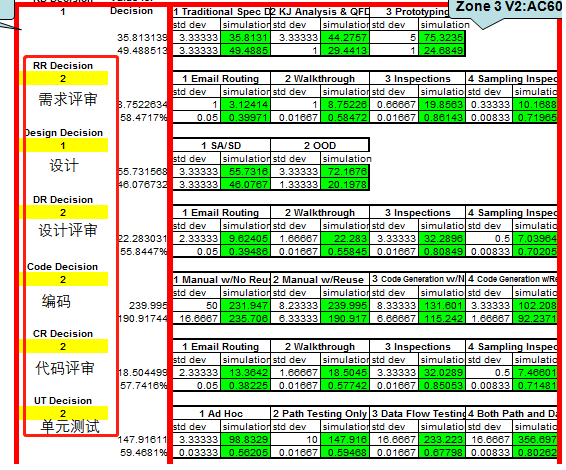 Zone 3 V2:AC60
1 Decision 1 Traditional Spec D 2 KJ Analysis & QFD 3 Prototyping
std dev simulation std dev simulation std dev simulation
35.813139 3.33333 35.8131 3.33333 44.2757 5 75.3235
49.488513 3.33333 49.4885 1 29.4413 1 24.6849
RR Decision
2 1 Email Routing 2 Walkthrough 3 Inspections 4 Sampling Inspec
std dev simulation std dev simulation std dev simulatio std dev simulatio
需求评审
3.7522634 1 3.12414 1 8.75226 0.66667 19.8563 0.33333 10.1688
58.4717% 0.05 0.39971 0.01667 0.58472 0.01667 0.86143 0.00833 0.71965
Design Decision
1 1 SA/SD 2 OOD
std dev simulation std dev simulation
设计
55.731568 3.33333 55.7316 3.33333 72.1676
46.076732 3.33333 46.0767 1.33333 20.1978
DR Decision
2 1 Email Routing 2 Walkthrough 3 Inspections 4 Sampling Inspec
std dev simulation std dev simulation std dev simulatio std dev simulatio
设计评审
22.283031 2.33333 9.62405 1.66667 22.283 3.33333 32.2896 0.5 7.03964
55.8447% 0.05 0.39486 0.01667 0.55845 0.01667 0.80849 0.00833 0.70205
Code Decision
2 1 Manual w/No Reus 2 Manual w/Reuse 3 Code Generation w/N 4 Code Generation w/Re
std dev simulation std dev simulation std dev simulatio std dev simulatio
编码
239.995 50 231.947 8.23333 239.995 8.33333 131.601 3.33333 102.208
190.91744 16.6667 235.706 6.33333 190.917 6.66667 115.242 1.66667 92.2371
CR Decision
2 1 Email Routing 2 Walkthrough 3 Inspections 4 Sampling Inspec
std dev simulation std dev simulation std dev simulatio std dev simulatio
代码评审
18.504499 2.33333 13.3642 1.66667 18.5045 3.33333 32.0289 0.5 7.46601
57.7416% 0.05 0.38225 0.01667 0.57742 0.01667 0.85053 0.00833 0.71481
UT Decision
2 1 Ad Hoc 2 Path Testing Only 3 Data Flow Testing 4 Both Path and Da
std dev simulation std dev simulation std dev simulatio std dev simulatio
单元测试
147.91611 3.33333 98.8329 10 147.916 16.6667 233.223 16.6667 356.697
59.4681% 0.03333 0.56205 0.01667 0.59468 0.01667 0.67798 0.00833 0.80262